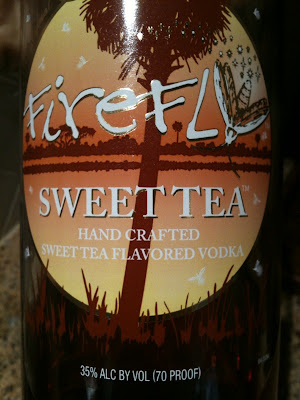 FireFLY
SWEET TEA™
HAND CRAFTED
SWEET TEA FLAVORED VODKA
35% ALC BY VOL (70 PROOF)